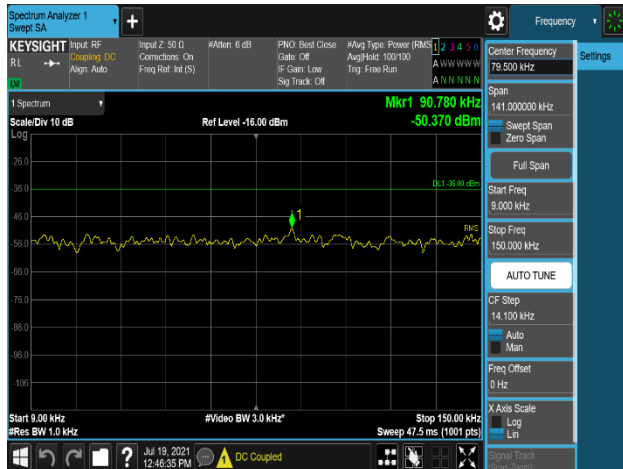 Spectrum Analyzer 1
Swept SA
Frequency
KEYSIGHT
RL
Input: RF
Coupling: DC
Align: Auto
Input Z: 50 Ω
Corrections: On
Freq Ref: Int (S)
#Atten: 6 dB
PNO: Best Close
Gate: Off
IF Gain: Low
Sig Track: Off
#Avg Type: Power (RMS
Avg|Hold: 100/100
Trig: Free Run
1 2 3 4 5 6
A W W W W W
A N N N N N
Center Frequency
79.500 kHz
Settings
Span
141.000000 kHz
Swept Span
Zero Span
Full Span
Start Freq
9.000 kHz
Stop Freq
150.000 kHz
AUTO TUNE
CF Step
14.100 kHz
Auto
Man
Freq Offset
0 Hz
X Axis Scale
Log
Lin
Signal Track
(Span Zoom)
1 Spectrum
Scale/Div 10 dB
Log
Ref Level -16.00 dBm
Mkr1 90.780 kHz
-50.370 dBm
-26.0
-36.0
DL1 -36.00 dBm
-46.0
1
RMS
-56.0
-66.0
-76.0
-86.0
-96.0
-106
Start 9.00 kHz
#Video BW 3.0 kHz*
Stop 150.00 kHz
#Res BW 1.0 kHz
Sweep 47.5 ms (1001 pts)
?
Jul 19, 2021
12:46:35 PM
DC Coupled